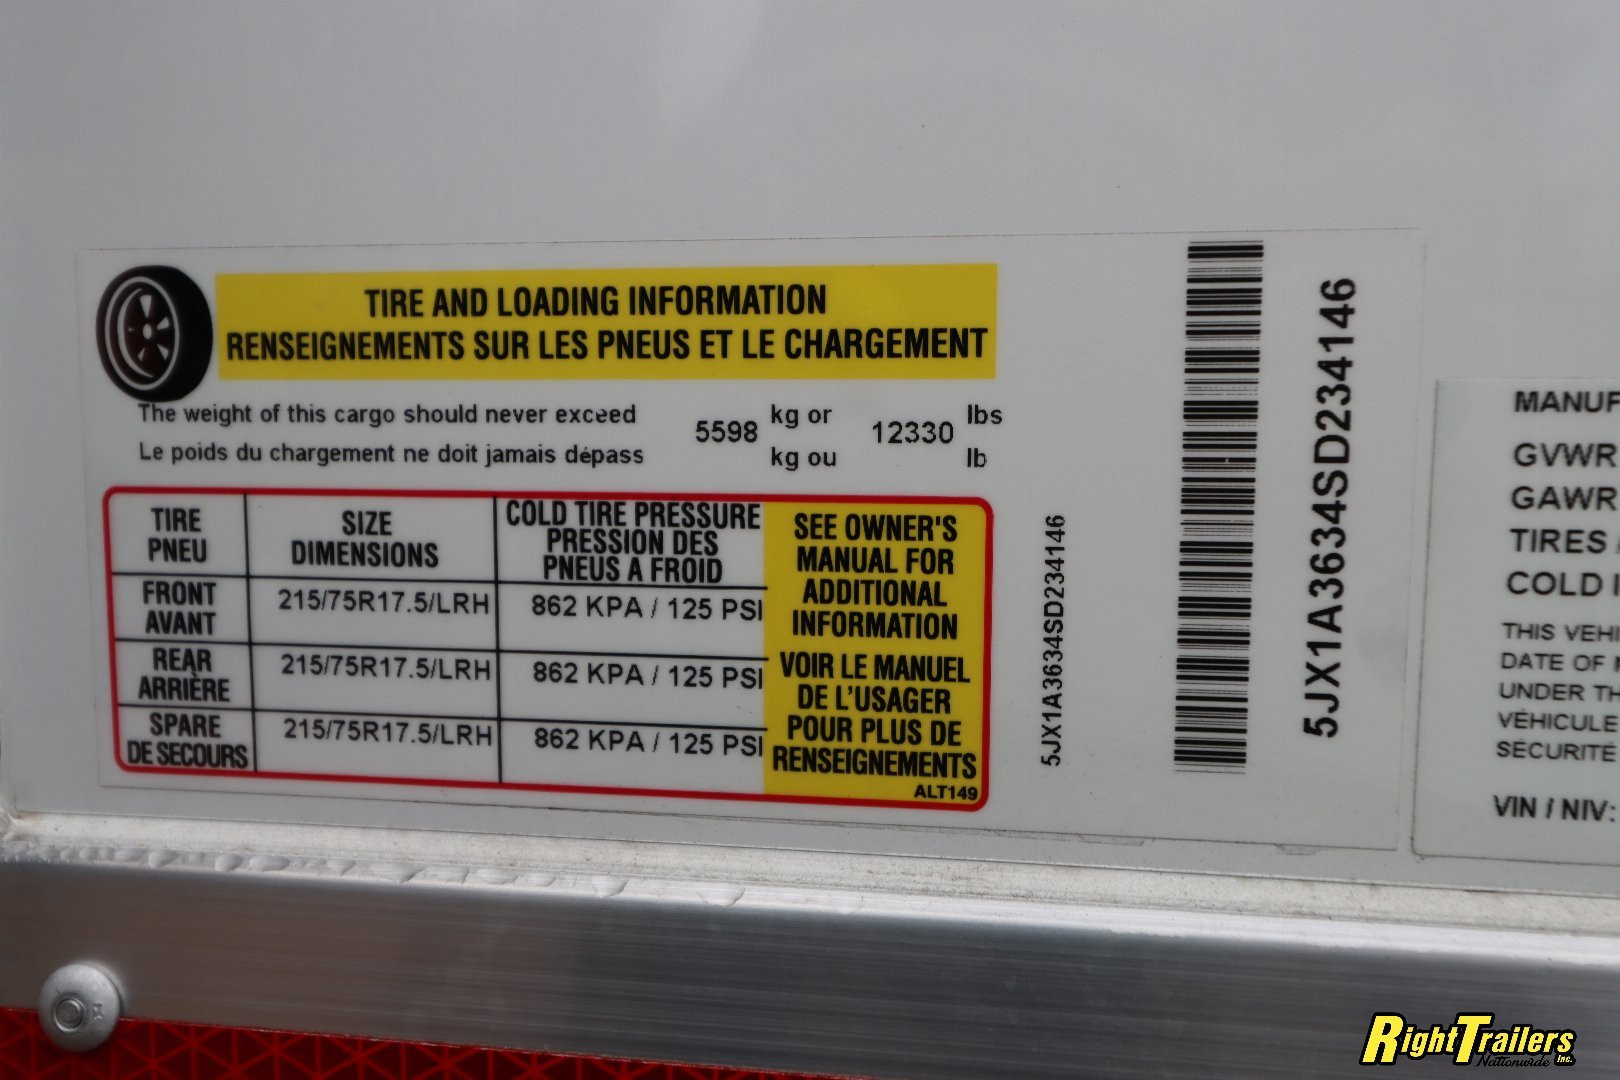 TIRE AND LOADING INFORMATION
RENSEIGNEMENTS SUR LES PNEUS ET LE CHARGEMENT
The weight of this cargo should never exceed 5598 kg or 12330 lbs
Le poids du chargement ne doit jamais dépass kg ou lb
TIRE
PNEU
SIZE
DIMENSIONS
COLD TIRE PRESSURE
PRESSION DES
PNEUS A FROID
FRONT
AVANT
215/75R17.5/LRH
862 KPA / 125 PSI
REAR
ARRIÈRE
215/75R17.5/LRH
862 KPA / 125 PSI
SPARE
DE SECOURS
215/75R17.5/LRH
862 KPA / 125 PSI
SEE OWNER'S
MANUAL FOR
ADDITIONAL
INFORMATION
VOIR LE MANUEL
DE L'USAGER
POUR PLUS DE
RENSEIGNEMENTS
ALT149
5JX1A3634SD234146
5JX1A3634SD234146
MANUF
GVWR
GAWR
TIRES
COLD
THIS VEHI
DATE OF
UNDER TH
VÉHICULE
SÉCURITÉ
VIN / NIV:
RightTrailers
Nationwide Inc.